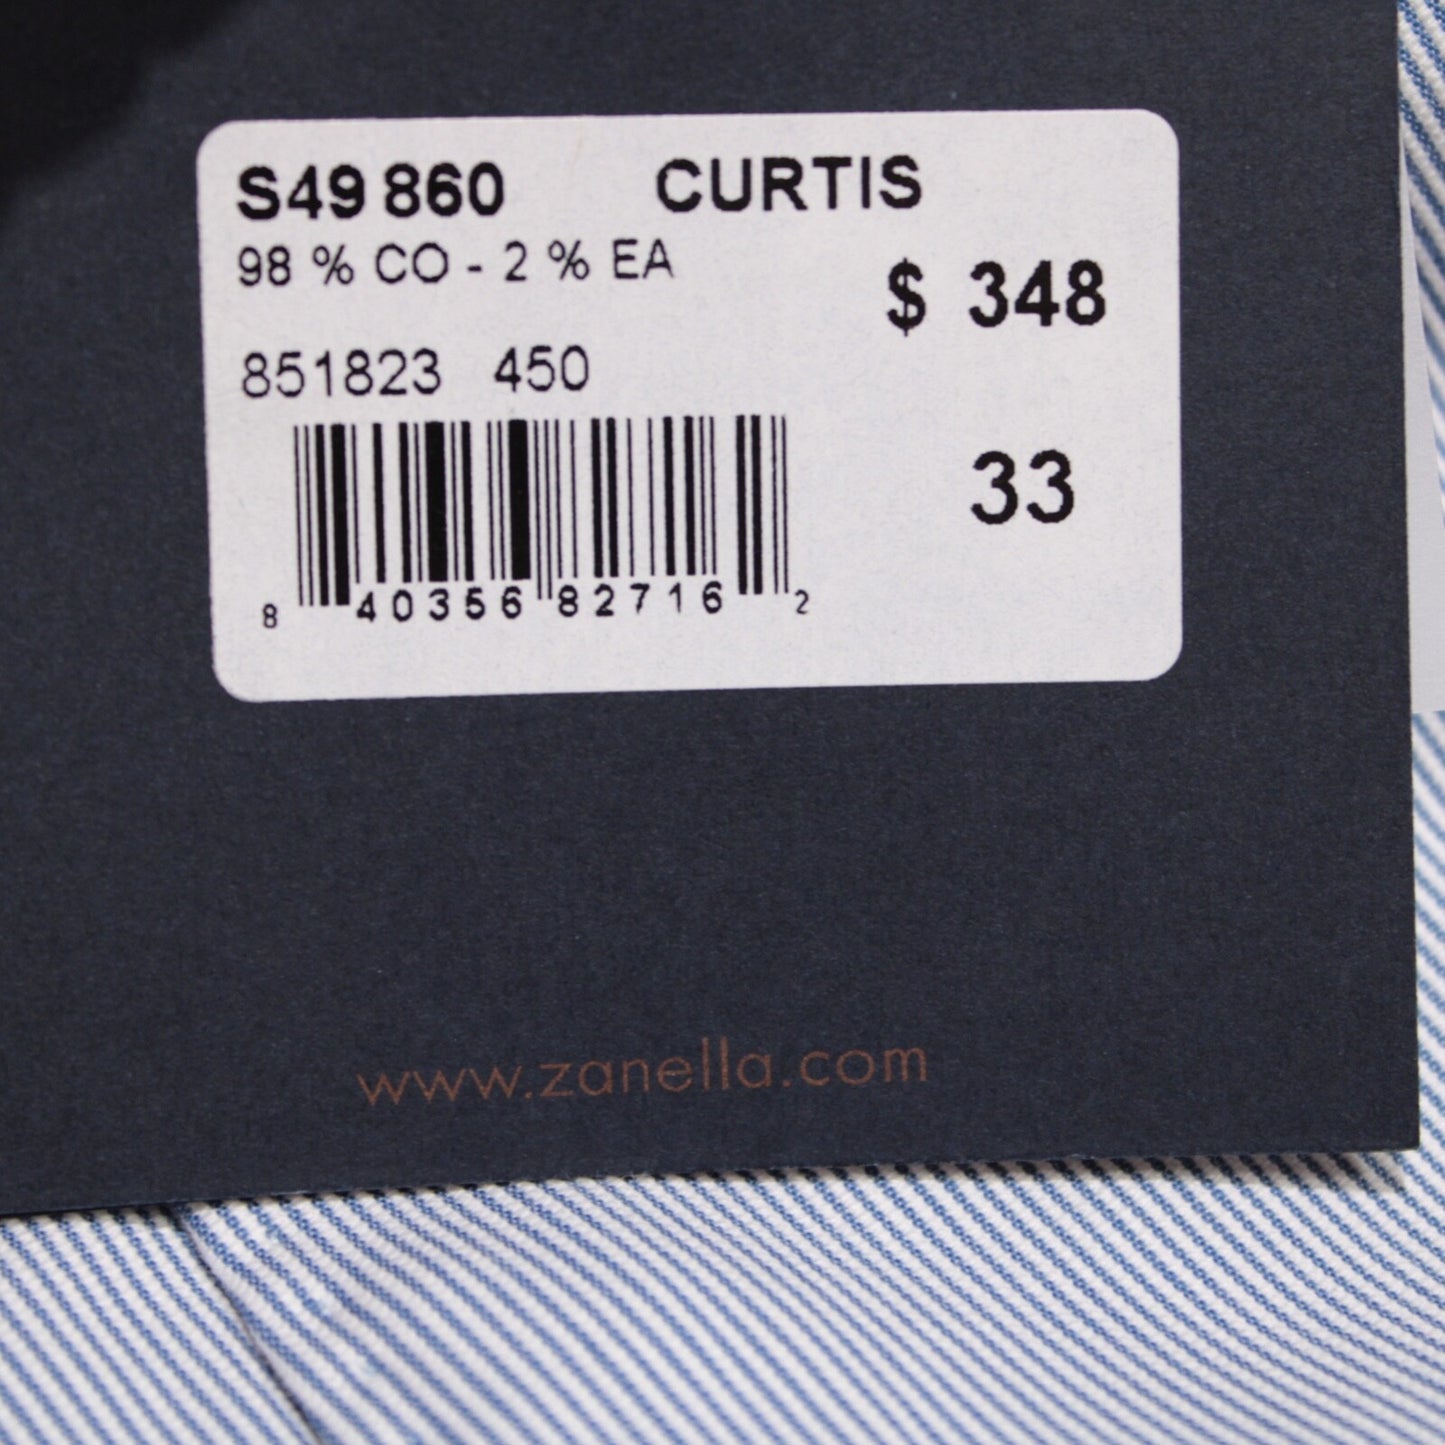 S49 860 CURTIS
98 % CO - 2 % EA
$ 348
851823 450
33
8 40356 82716 2
www.zanella.com